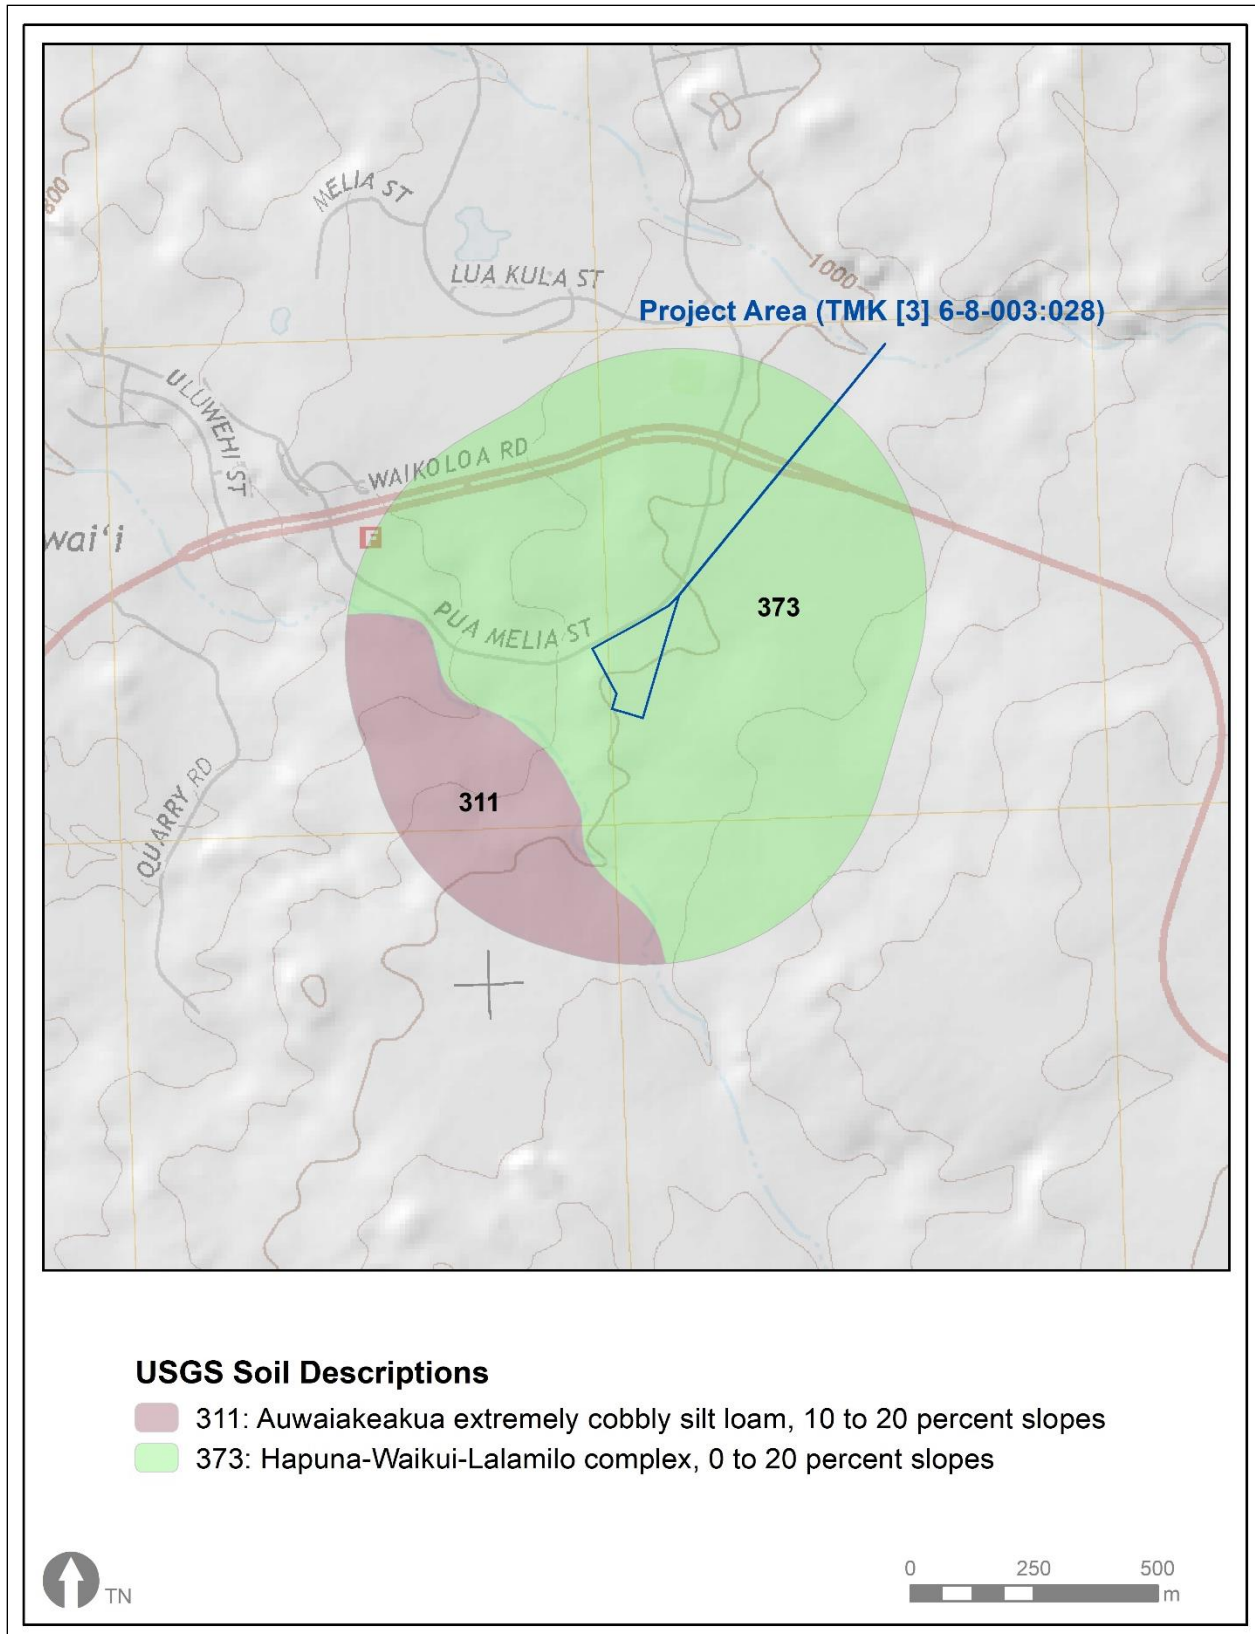 800
MELIA ST
LUA KULA ST
1000
Project Area (TMK [3] 6-8-003:028)
ULUWEHI ST
WAIKOLOA RD
F
waiʻi
373
PUA MELIA ST
311
QUARRY RD
USGS Soil Descriptions
311: Auwaiakeakua extremely cobbly silt loam, 10 to 20 percent slopes
373: Hapuna-Waikui-Lalamilo complex, 0 to 20 percent slopes
TN
0 250 500
m